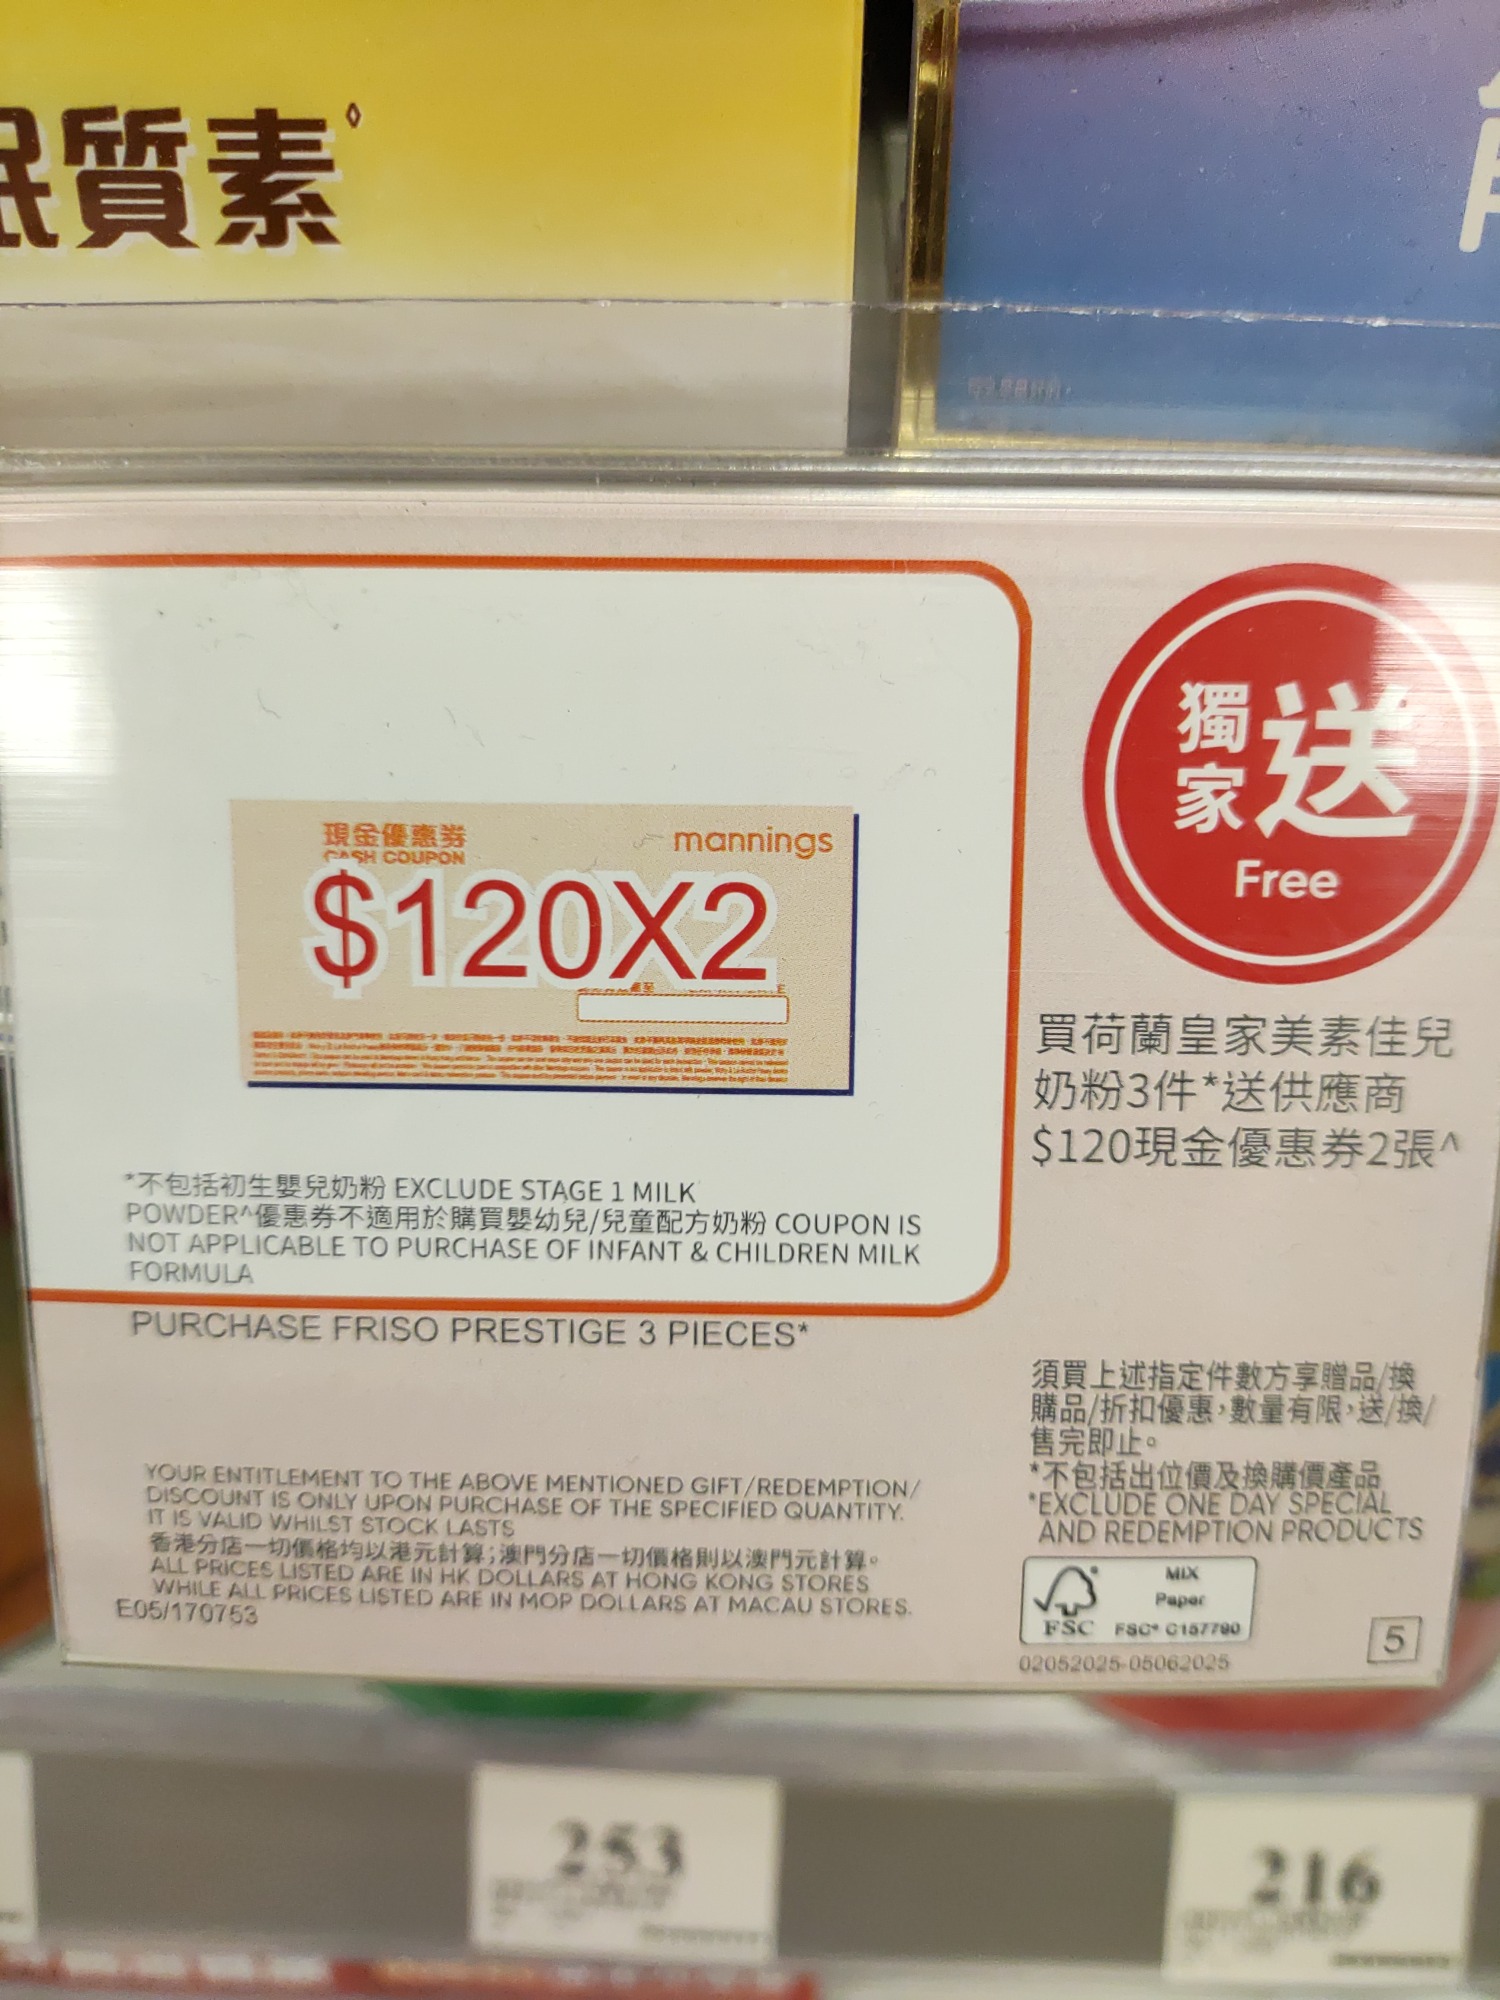 質素◊
現金優惠券
CASH COUPON
mannings
$120X2
*不包括初生嬰兒奶粉 EXCLUDE STAGE 1 MILK
POWDER^優惠券不適用於購買嬰幼兒/兒童配方奶粉 COUPON IS
NOT APPLICABLE TO PURCHASE OF INFANT & CHILDREN MILK
FORMULA
PURCHASE FRISO PRESTIGE 3 PIECES*
YOUR ENTITLEMENT TO THE ABOVE MENTIONED GIFT/REDEMPTION/
DISCOUNT IS ONLY UPON PURCHASE OF THE SPECIFIED QUANTITY.
IT IS VALID WHILST STOCK LASTS
香港分店一切價格均以港元計算；澳門分店一切價格則以澳門元計算。
ALL PRICES LISTED ARE IN HK DOLLARS AT HONG KONG STORES
WHILE ALL PRICES LISTED ARE IN MOP DOLLARS AT MACAU STORES.
E05/170753
獨家送
Free
買荷蘭皇家美素佳兒
奶粉3件*送供應商
$120現金優惠券2張^
須買上述指定件數方享贈品/換
購品/折扣優惠，數量有限，送/換/
售完即止。
*不包括出位價及換購價產品
*EXCLUDE ONE DAY SPECIAL
AND REDEMPTION PRODUCTS
MIX
Paper
FSC
FSC® C157790
02052025-05062025
5
253
216